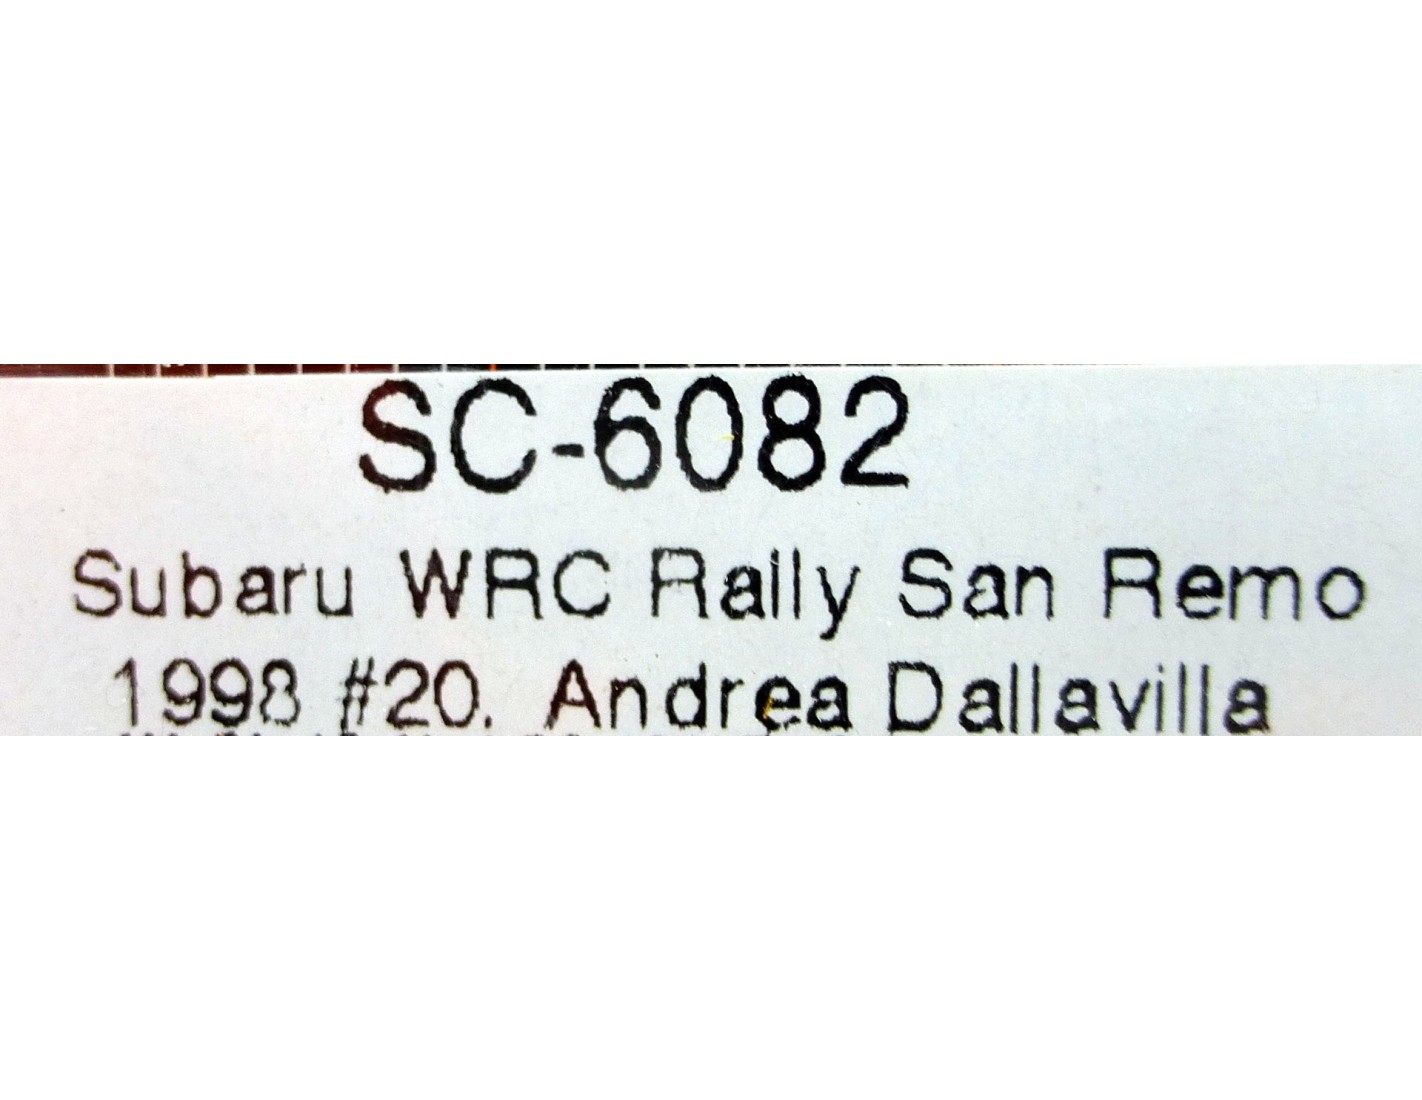 SC-6082
Subaru WRC Rally San Remo
1998 #20. Andrea Dallavilla